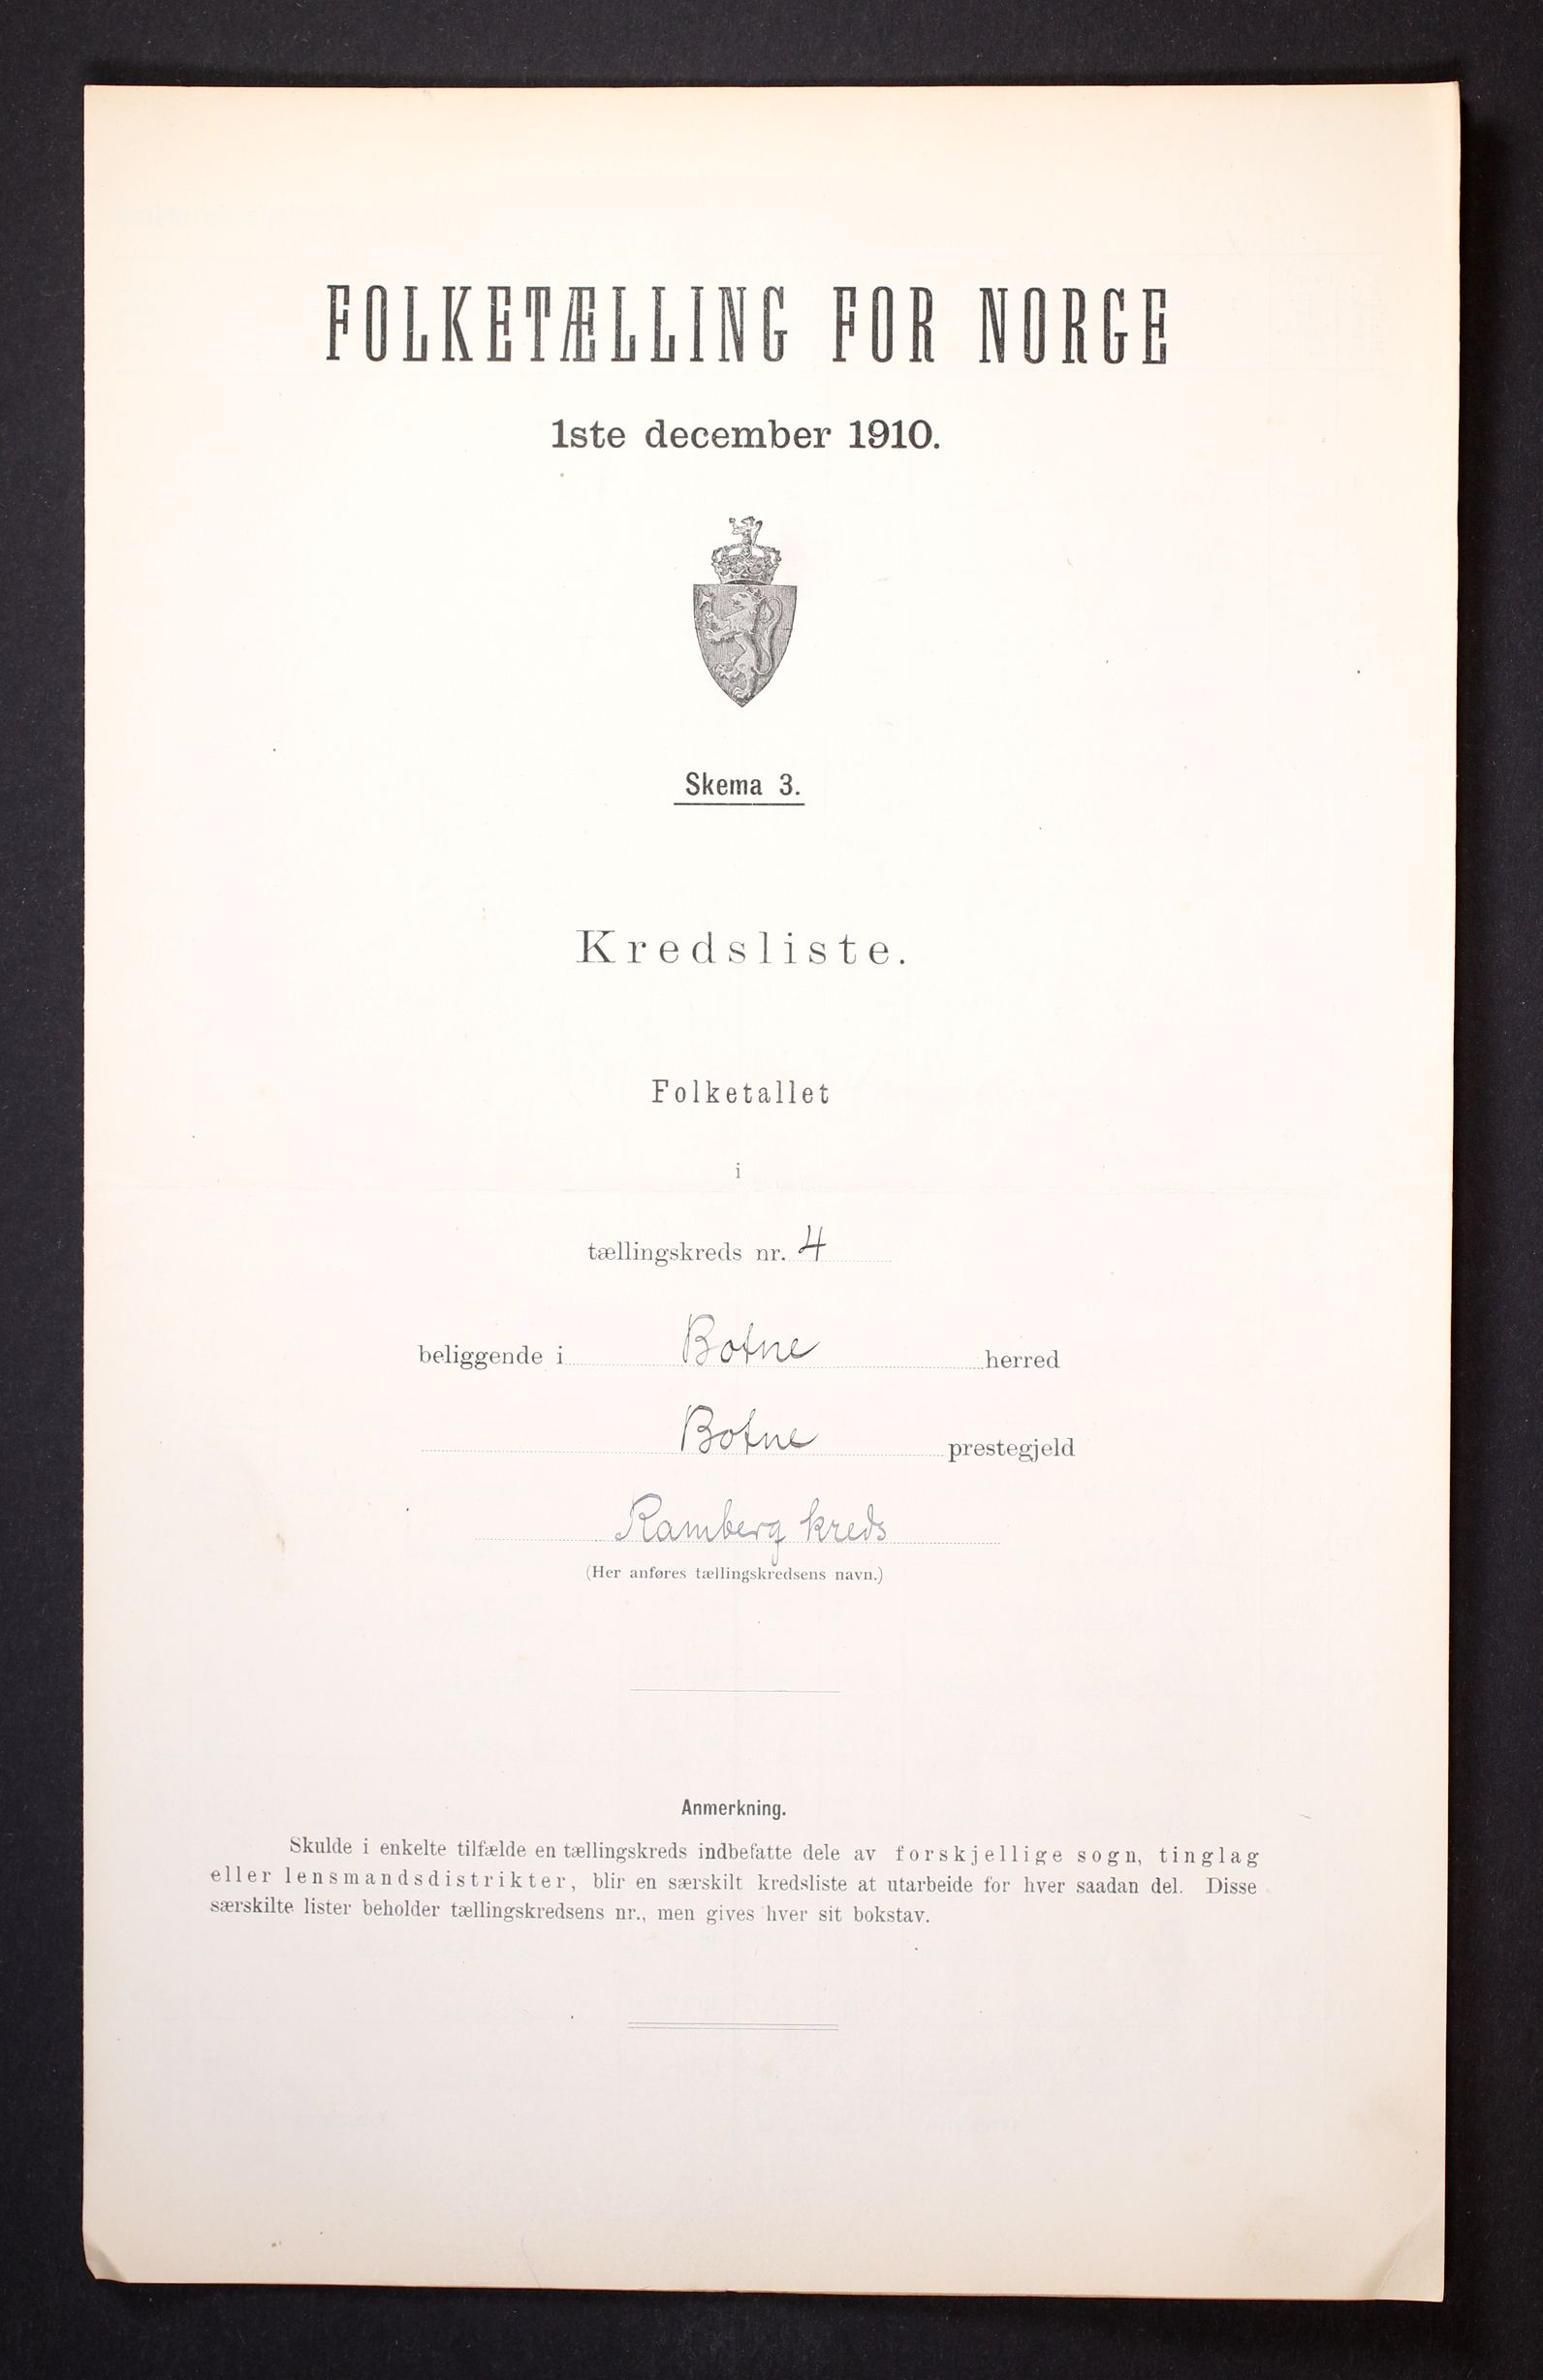 FOLKETÆLLING FOR NORGE
1ste december 1910.
Skema 3.
Kredsliste.
Folketallet
i
tællingskreds nr. 4
beliggende i Botne herred
Botne prestegjeld
Ramberg kreds
(Her anføres tællingskredsens navn.)
Anmerkning.
Skulde i enkelte tilfælde en tællingskreds indbefatte dele av forskjellige sogn, tinglag
eller lensmandsdistrikter, blir en særskilt kredsliste at utarbeide for hver saadan del. Disse
særskilte lister beholder tællingskredsens nr., men gives hver sit bokstav.